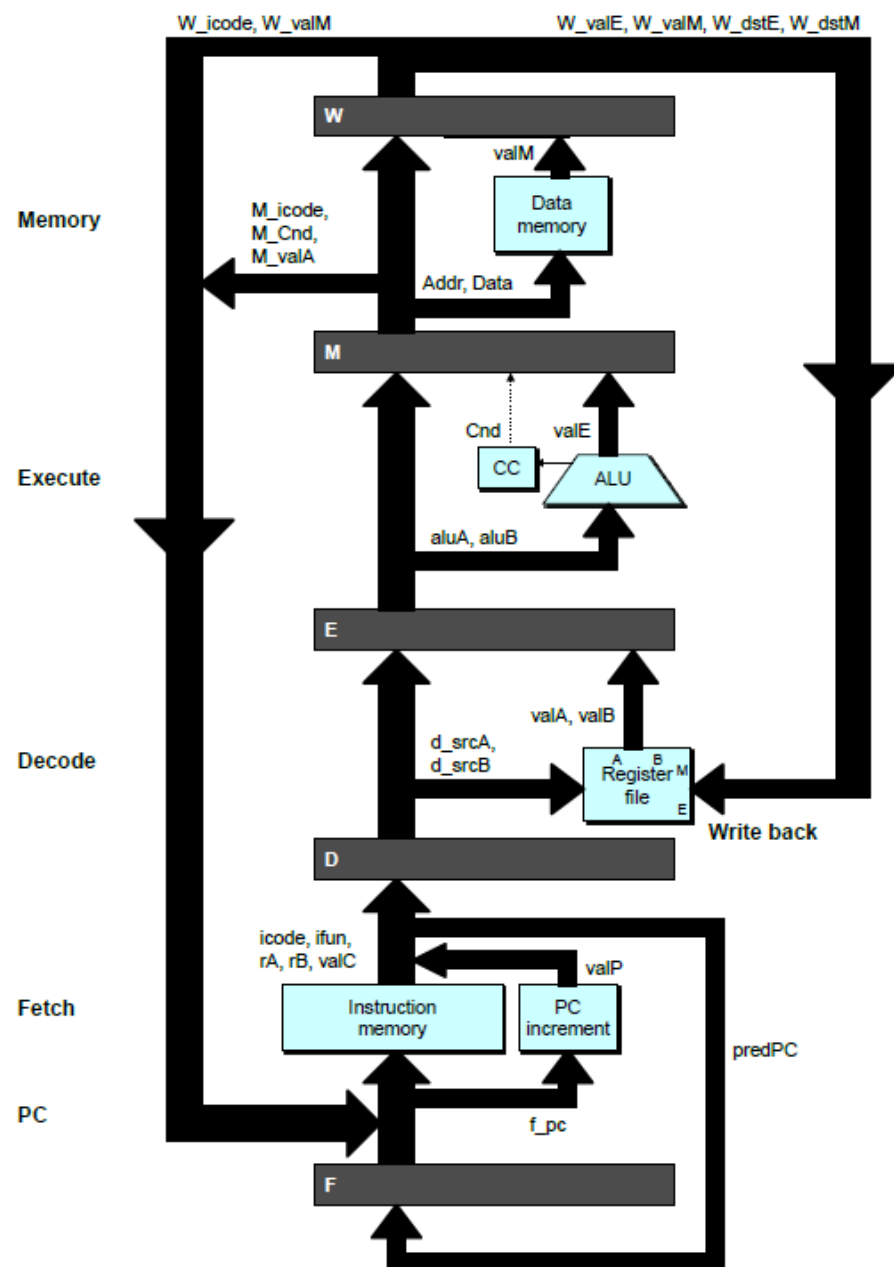 W_icode, W_valM
W_valE, W_valM, W_dstE, W_dstM
W
valM
Memory
Data
memory
M_icode,
M_Cnd,
M_valA
Addr, Data
M
Cnd
valE
Execute
CC
ALU
aluA, aluB
E
valA, valB
Decode
d_srcA,
d_srcB
A B
M
Register
file
E
Write back
D
icode, ifun,
rA, rB, valC
valP
Fetch
Instruction
memory
PC
increment
predPC
PC
f_pc
F